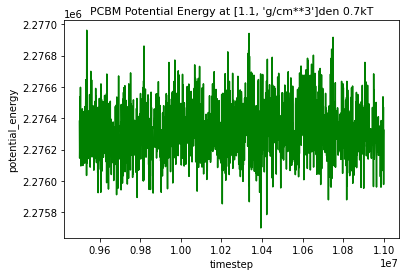 PCBM Potential Energy at [1.1, 'g/cm**3']den 0.7kT
1e6
2.2770
2.2768
2.2766
2.2764
2.2762
2.2760
2.2758
potential_energy
0.96 0.98 1.00 1.02 1.04 1.06 1.08 1.10
timestep
1e7